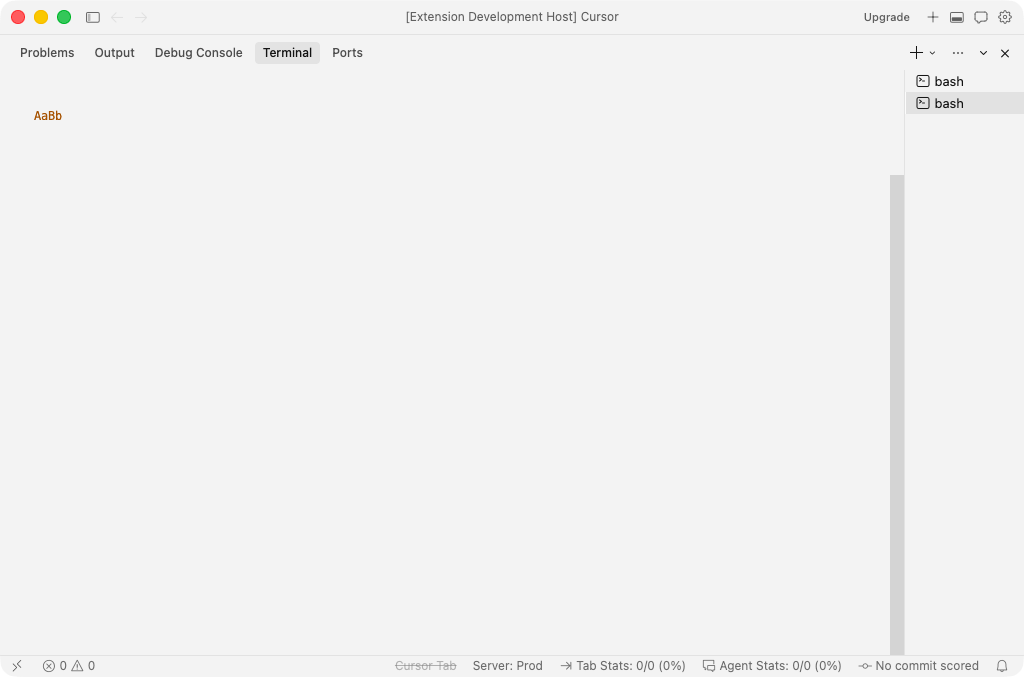 [Extension Development Host] Cursor
Upgrade
Problems Output Debug Console Terminal Ports
bash
bash
AaBb
0 0 Cursor Tab Server: Prod Tab Stats: 0/0 (0%) Agent Stats: 0/0 (0%) No commit scored